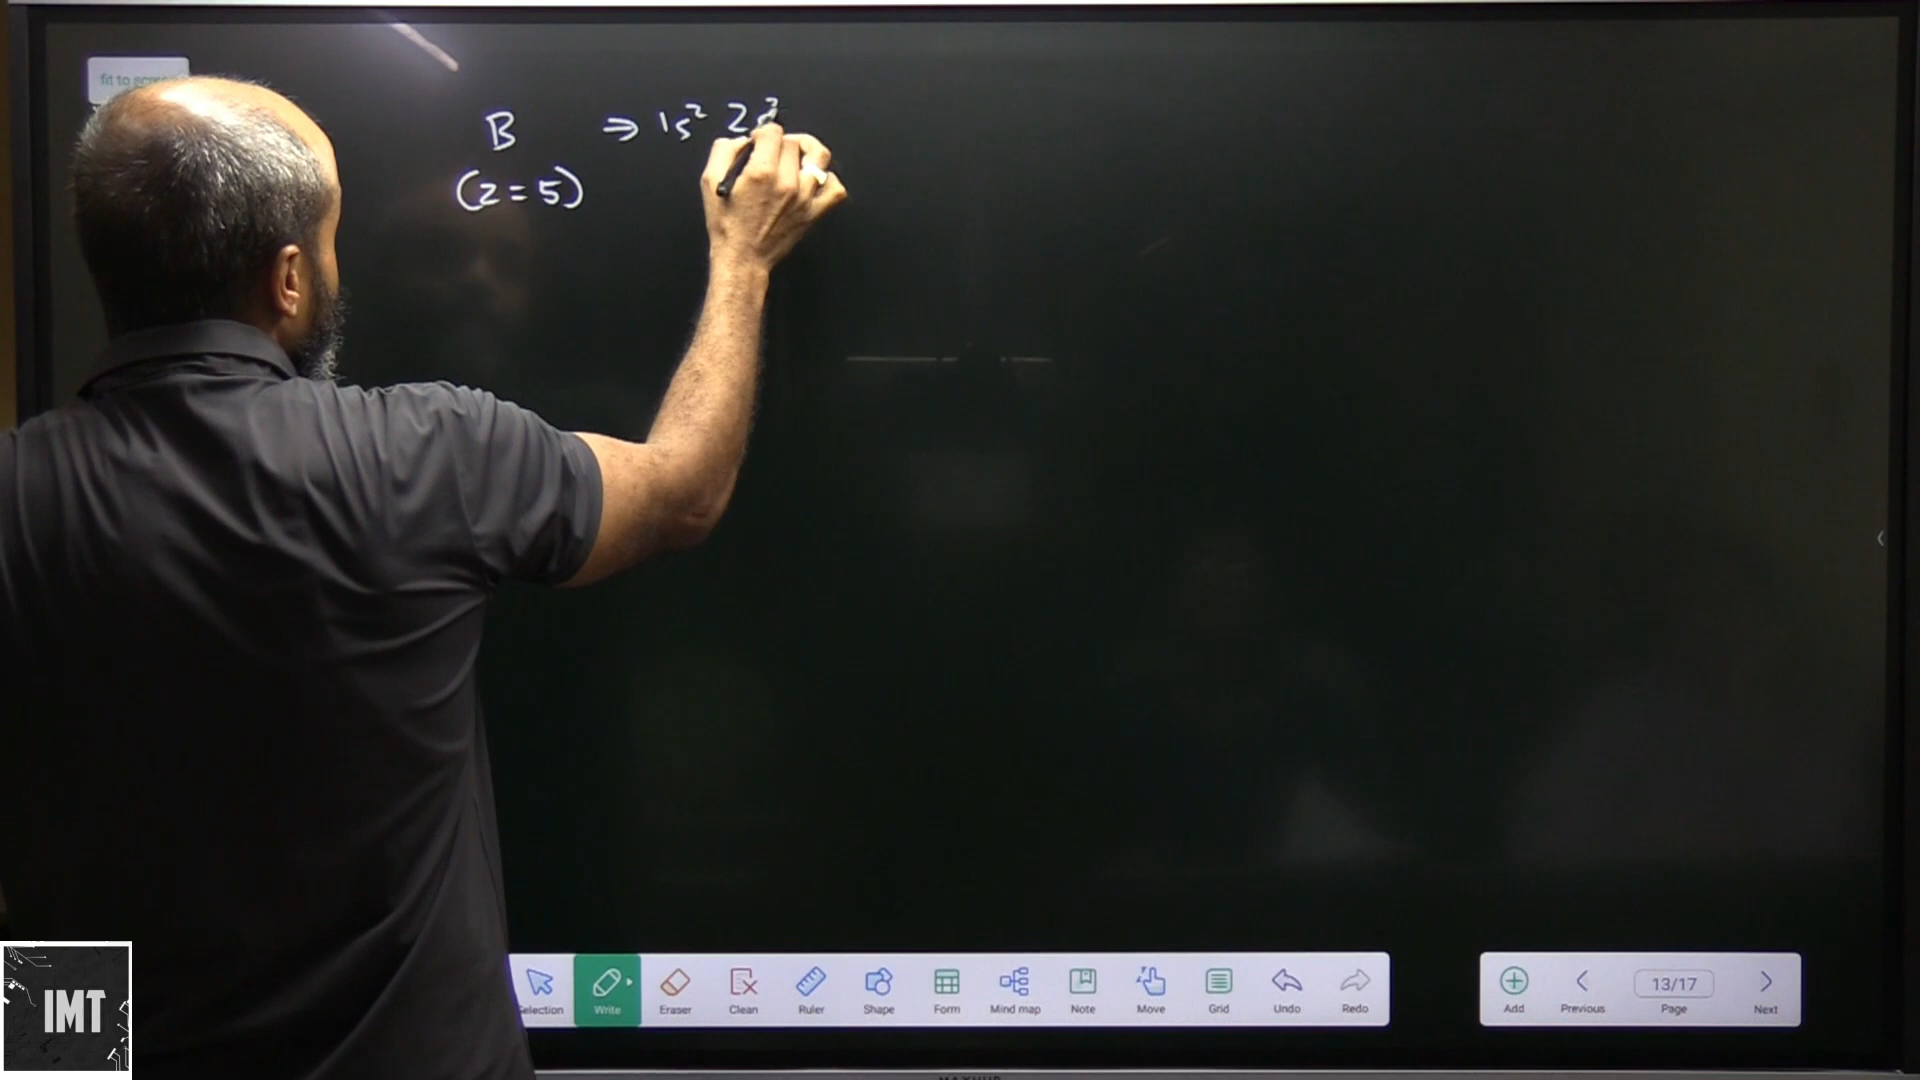 fit to screen
B ⇒ 1s² 2s²
(z=5)
Selection Write Eraser Clean Ruler Shape Form Mind map Note Move Grid Undo Redo
Add Previous 13/17 Page Next
IMT
MAXHUB